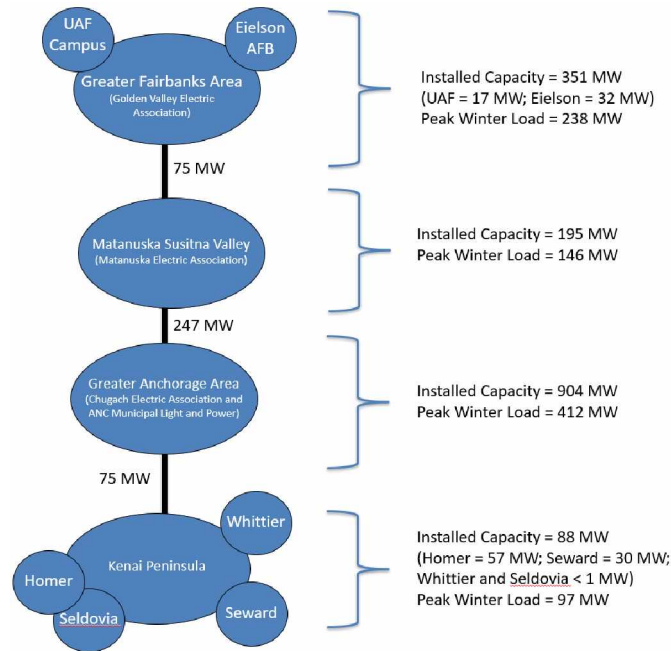 UAF
Campus
Eielson
AFB
Greater Fairbanks Area
(Golden Valley Electric
Association)
Installed Capacity = 351 MW
(UAF = 17 MW; Eielson = 32 MW)
Peak Winter Load = 238 MW
75 MW
Matanuska Susitna Valley
(Matanuska Electric Association)
Installed Capacity = 195 MW
Peak Winter Load = 146 MW
247 MW
Greater Anchorage Area
(Chugach Electric Association and
ANC Municipal Light and Power)
Installed Capacity = 904 MW
Peak Winter Load = 412 MW
75 MW
Whittier
Kenai Peninsula
Homer
Seldovia
Seward
Installed Capacity = 88 MW
(Homer = 57 MW; Seward = 30 MW;
Whittier and Seldovia < 1 MW)
Peak Winter Load = 97 MW